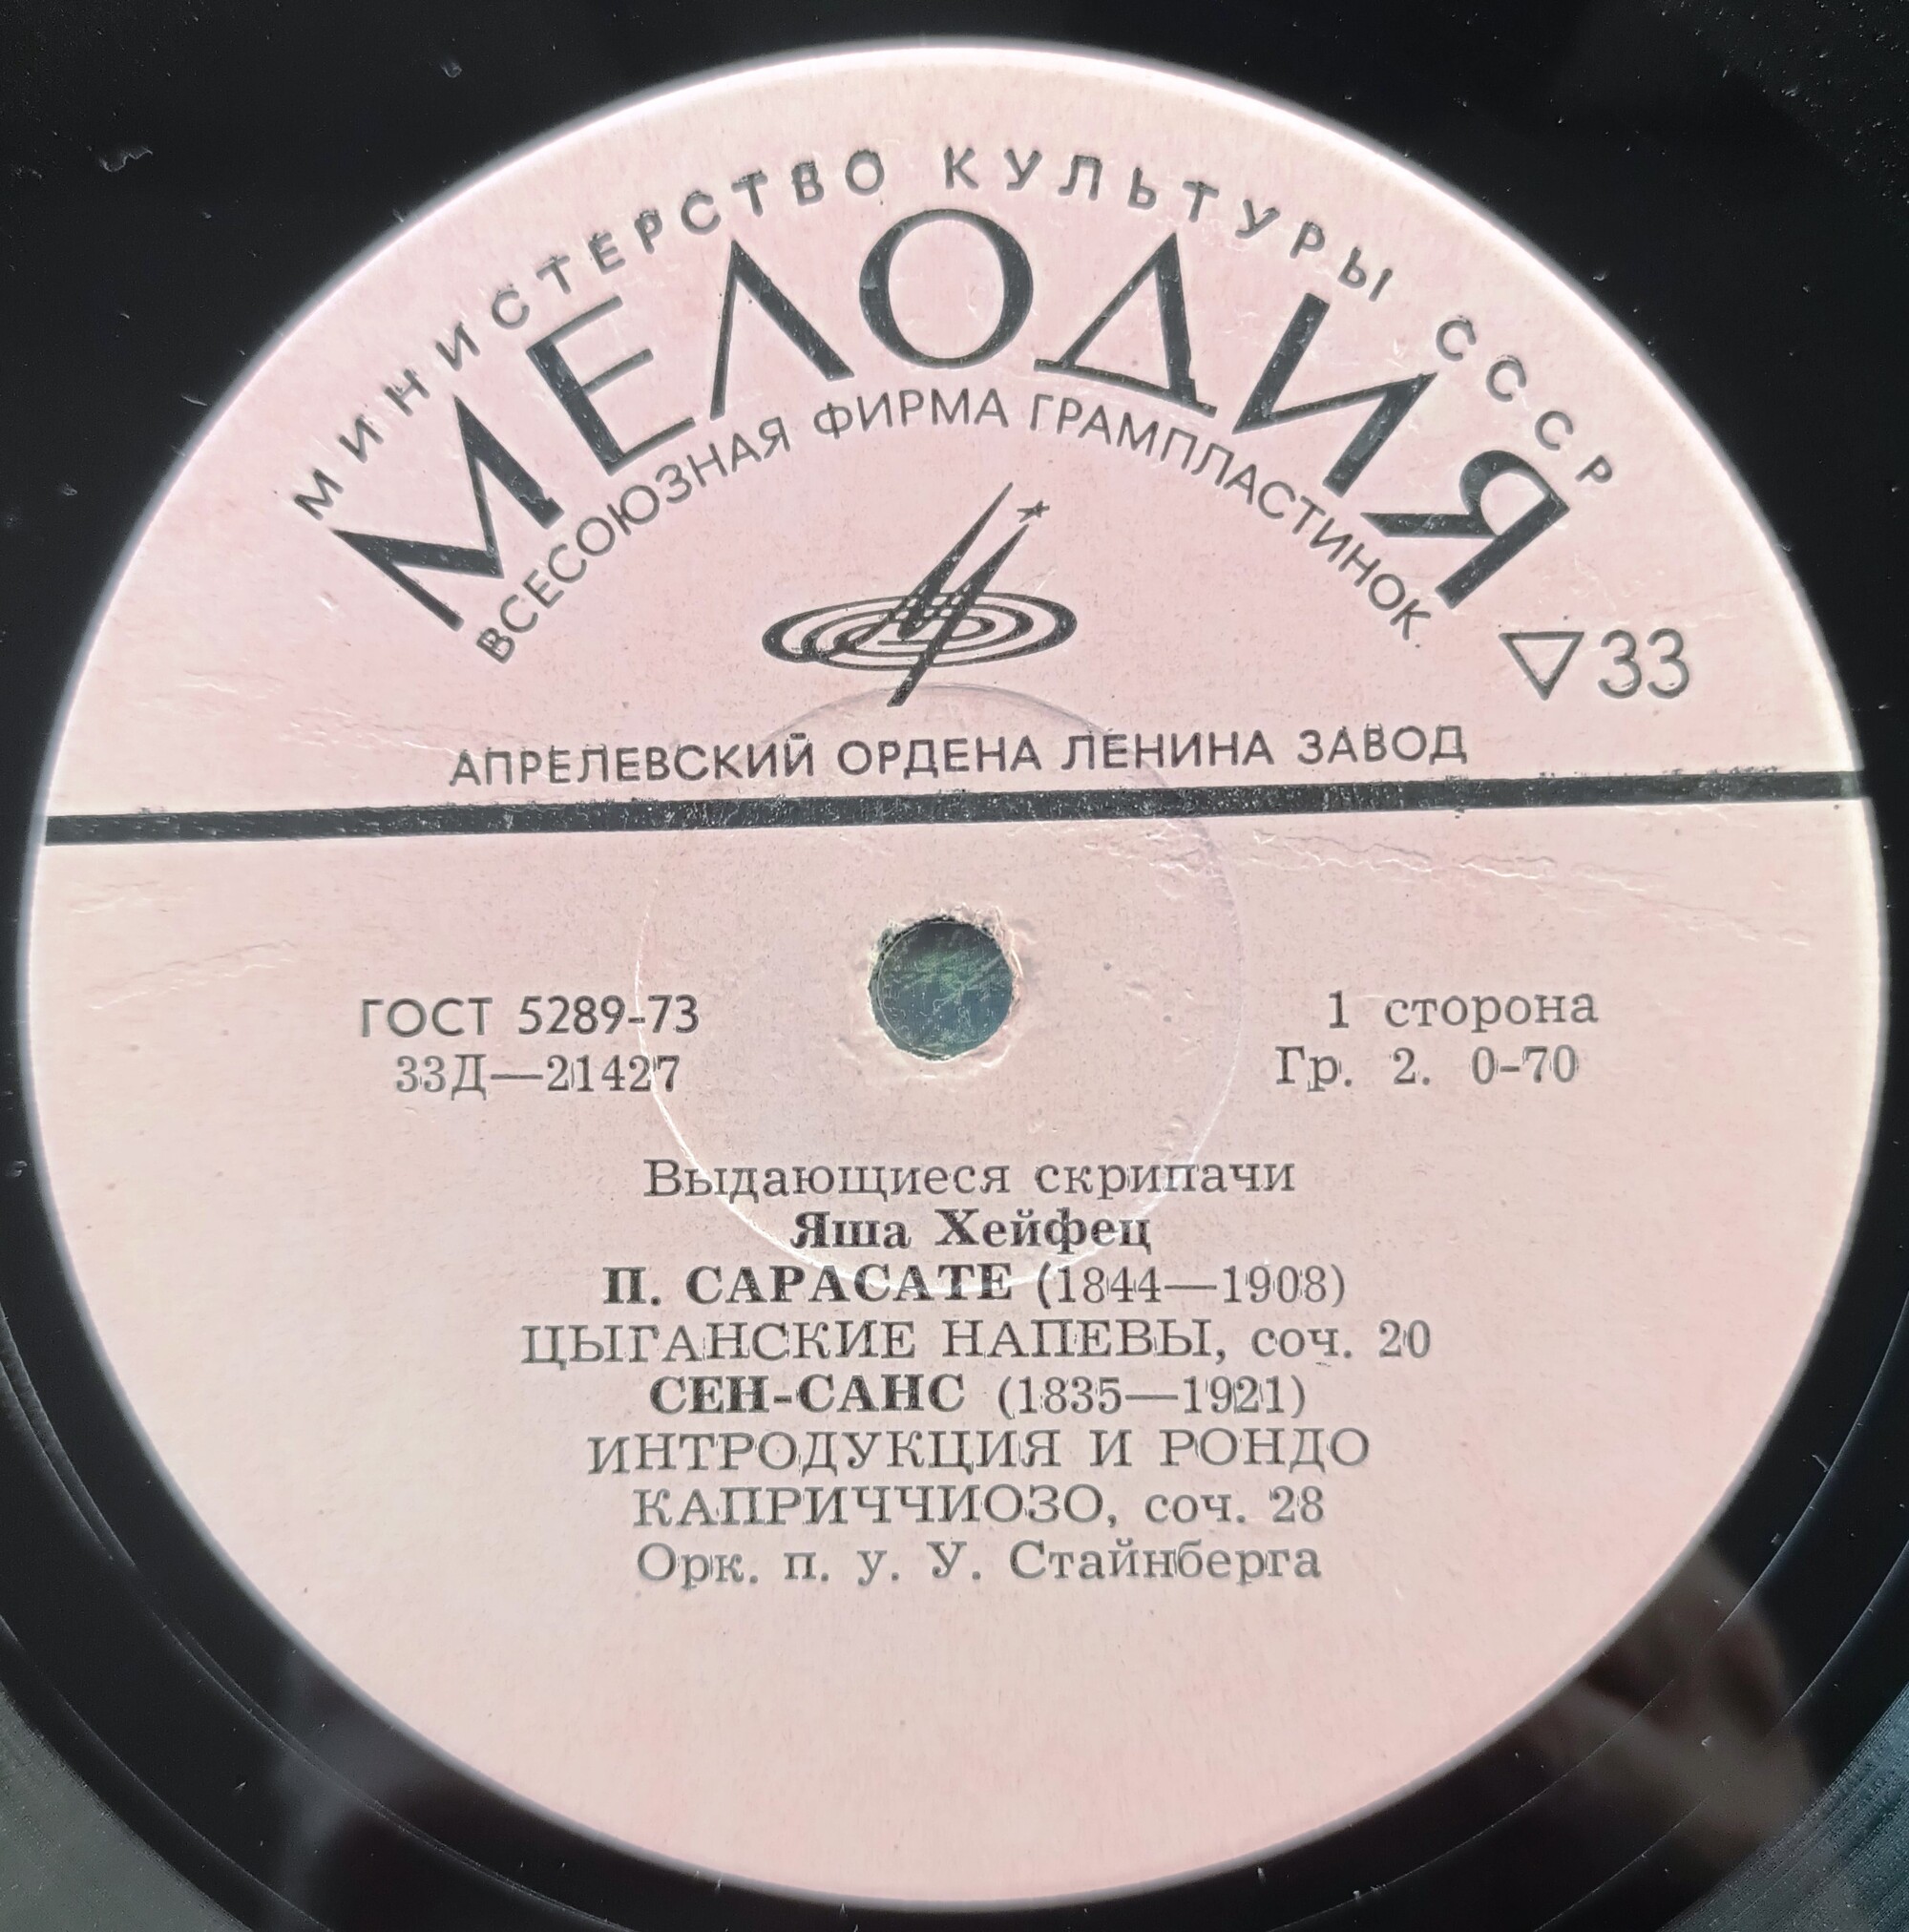 МИНИСТЕРСТВО КУЛЬТУРЫ СССР
МЕЛОДИЯ
ВСЕСОЮЗНАЯ ФИРМА ГРАМПЛАСТИНОК
▽33
АПРЕЛЕВСКИЙ ОРДЕНА ЛЕНИНА ЗАВОД
ГОСТ 5289-73
33Д—21427
1 сторона
Гр. 2. 0-70
Выдающиеся скрипачи
Яша Хейфец
П. САРАСАТЕ (1844—1908)
ЦЫГАНСКИЕ НАПЕВЫ, соч. 20
СЕН-САНС (1835—1921)
ИНТРОДУКЦИЯ И РОНДО
КАПРИЧЧИОЗО, соч. 28
Орк. п. у. У. Стайнберга